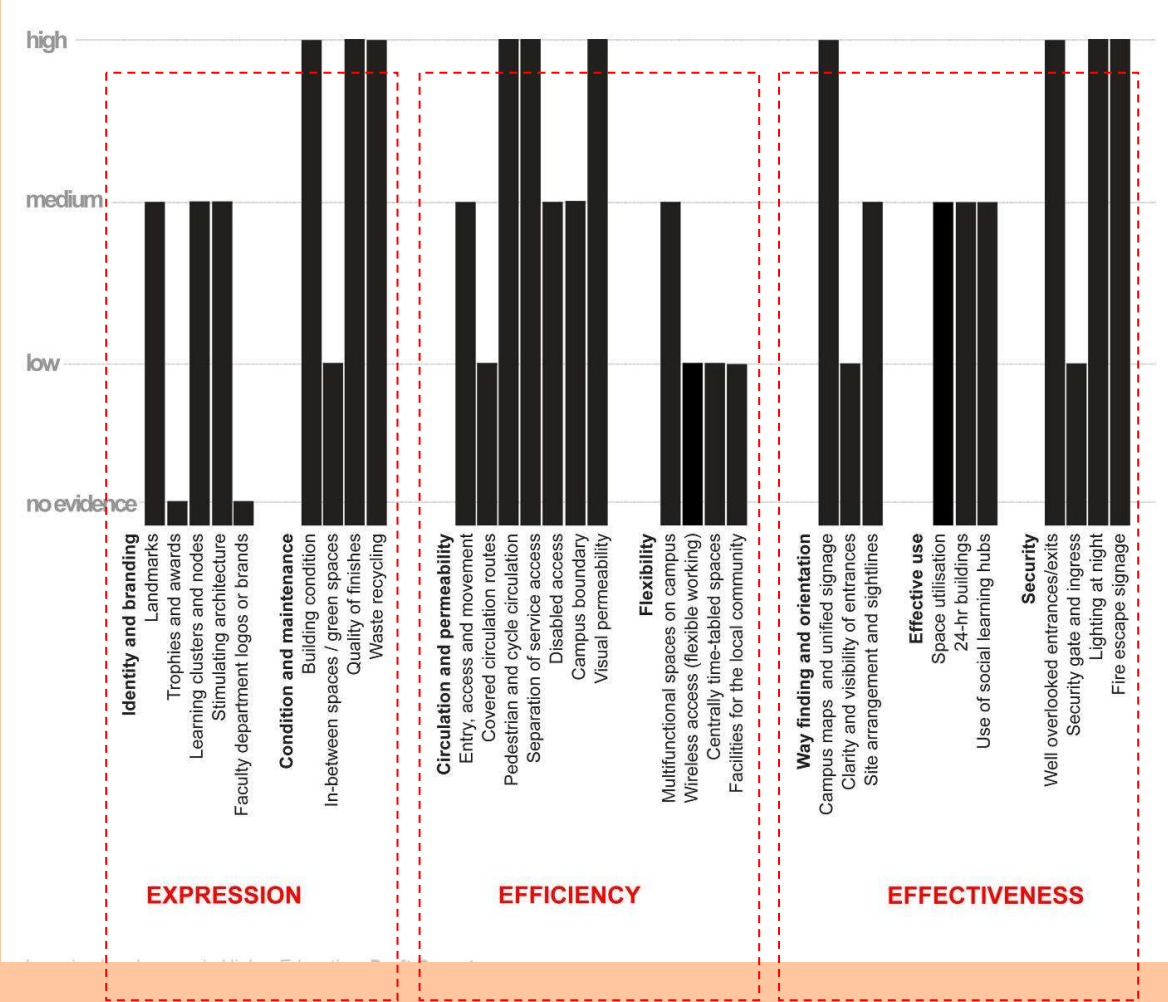 high
medium
low
no evidence
Identity and branding
Landmarks
Trophies and awards
Learning clusters and nodes
Stimulating architecture
Faculty department logos or brands
Condition and maintenance
Building condition
In-between spaces / green spaces
Quality of finishes
Waste recycling
Circulation and permeability
Entry, access and movement
Covered circulation routes
Pedestrian and cycle circulation
Separation of service access
Disabled access
Campus boundary
Visual permeability
Flexibility
Multifunctional spaces on campus
Wireless access (flexible working)
Centrally time-tabled spaces
Facilities for the local community
Way finding and orientation
Campus maps and unified signage
Clarity and visibility of entrances
Site arrangement and sightlines
Effective use
Space utilisation
24-hr buildings
Use of social learning hubs
Security
Well overlooked entrances/exits
Security gate and ingress
Lighting at night
Fire escape signage
EXPRESSION
EFFICIENCY
EFFECTIVENESS